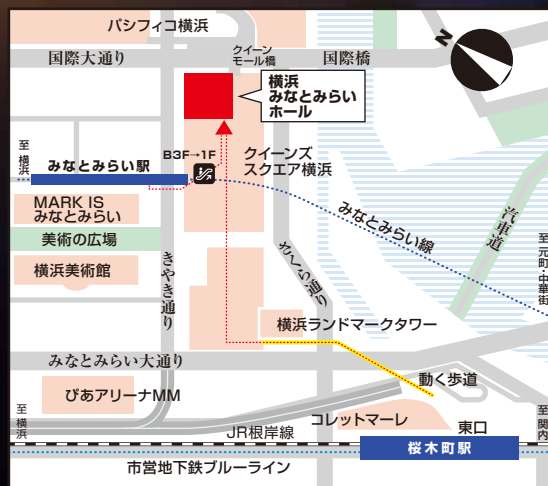 パシフィコ横浜
国際大通り
クイーン
モール橋
国際橋
N
横浜
みなとみらい
ホール
至 横浜
みなとみらい駅
B3F→1F
クイーンズ
スクエア横浜
MARK IS
みなとみらい
美術の広場
横浜美術館
けやき通り
さくら通り
みなとみらい線
汽車道
至 元町・中華街
横浜ランドマークタワー
みなとみらい大通り
動く歩道
ぴあアリーナMM
コレットマーレ
東口
至 横浜
JR根岸線
桜木町駅
至 関内
市営地下鉄ブルーライン